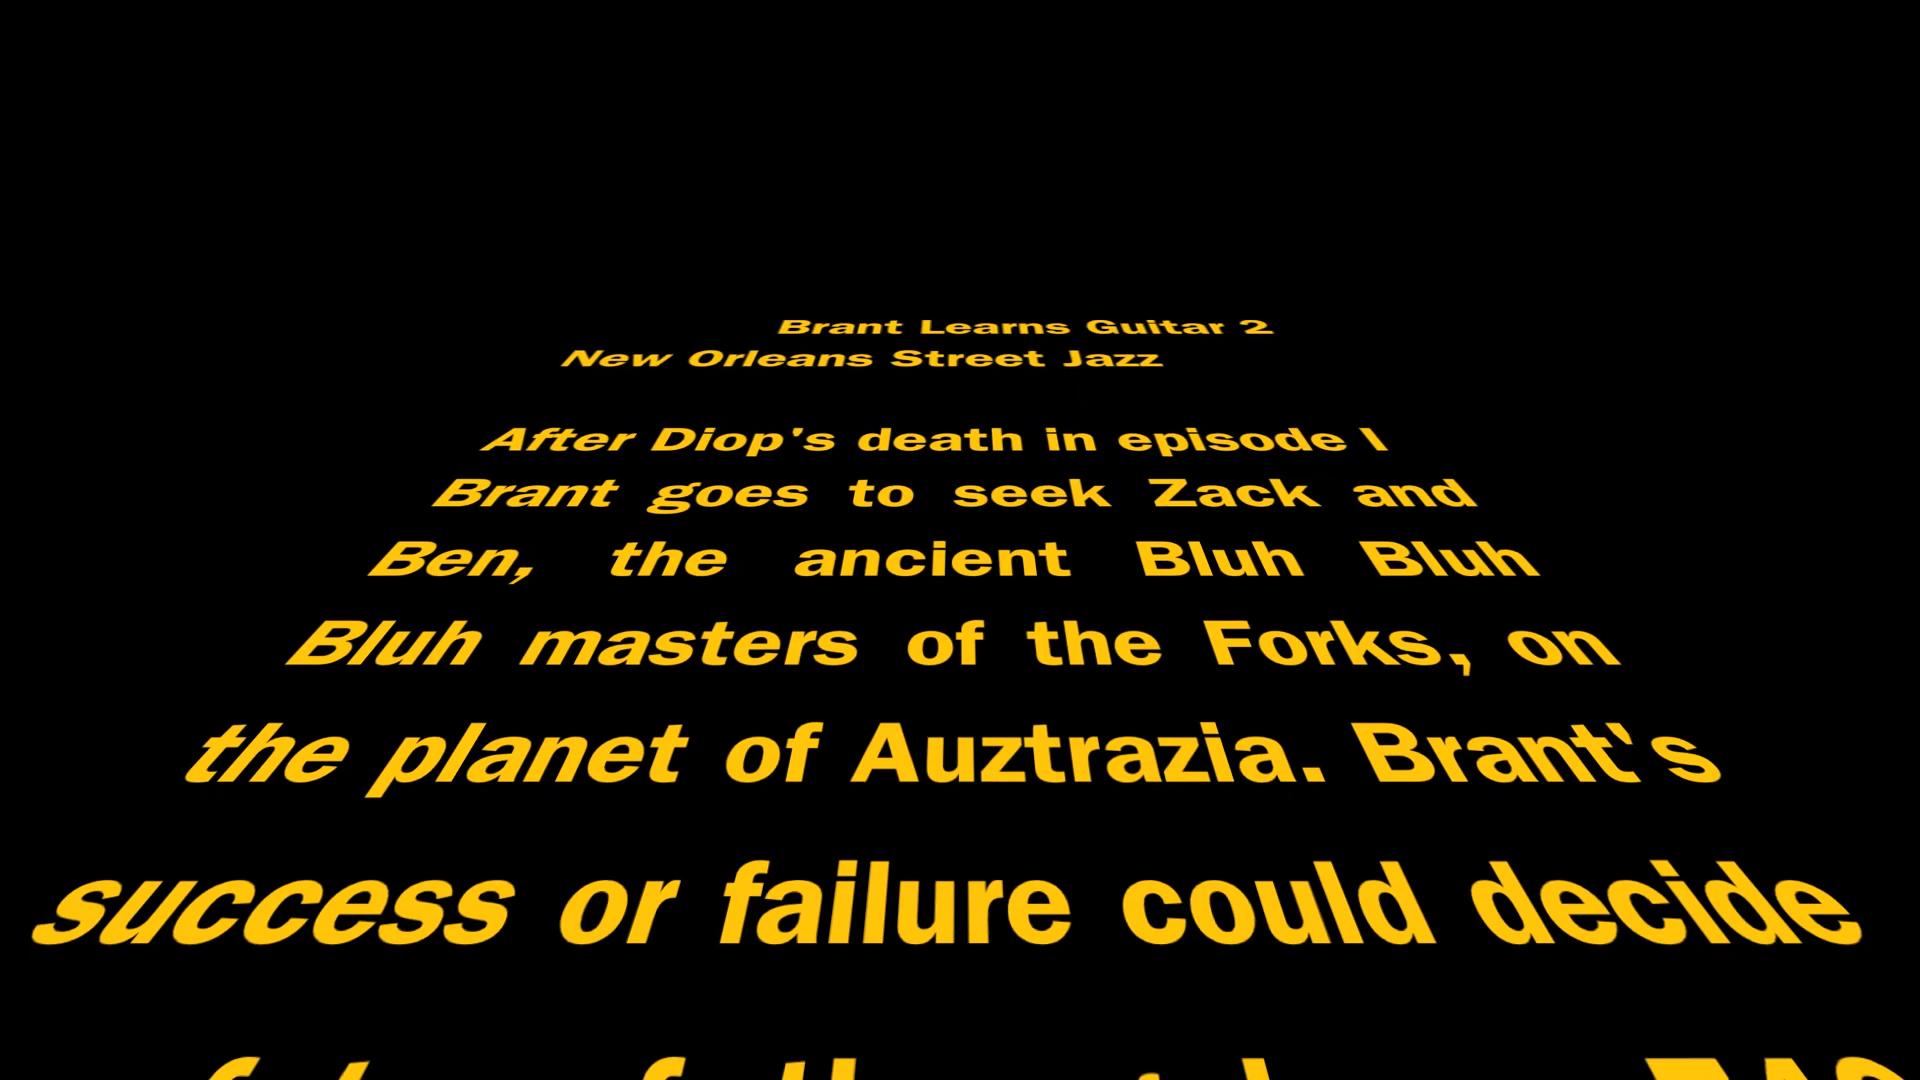 Brant Learns Guitar 2
New Orleans Street Jazz
After Diop's death in episode I
Brant goes to seek Zack and
Ben, the ancient Bluh Bluh
Bluh masters of the Forks, on
the planet of Auztrazia. Brant's
success or failure could decide